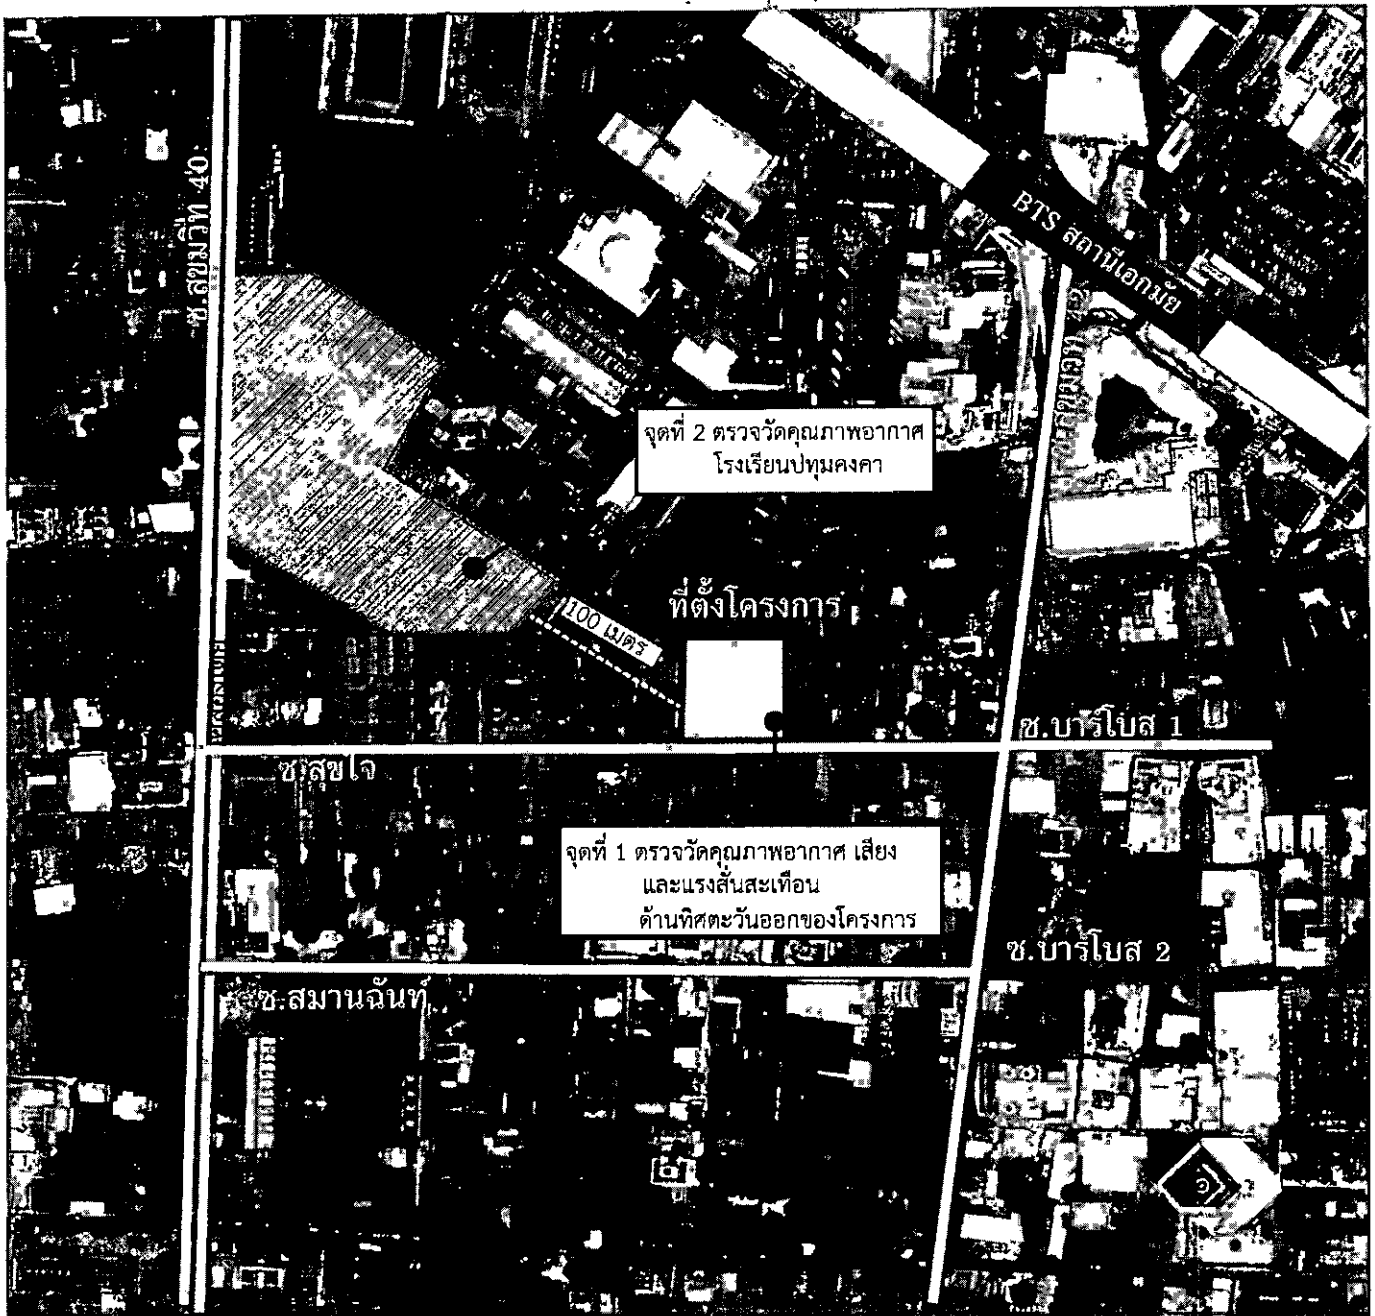 ซ.สุขุมวิท 40
BTS สถานีเอกมัย
จุดที่ 2 ตรวจวัดคุณภาพอากาศ
โรงเรียนปทุมคงคา
ที่ตั้งโครงการ
100 เมตร
ซ.บาร์โบส 1
ซ.สุขใจ
จุดที่ 1 ตรวจวัดคุณภาพอากาศ เสียง
และแรงสั่นสะเทือน
ด้านทิศตะวันออกของโครงการ
ซ.บาร์โบส 2
ซ.สมานฉันท์